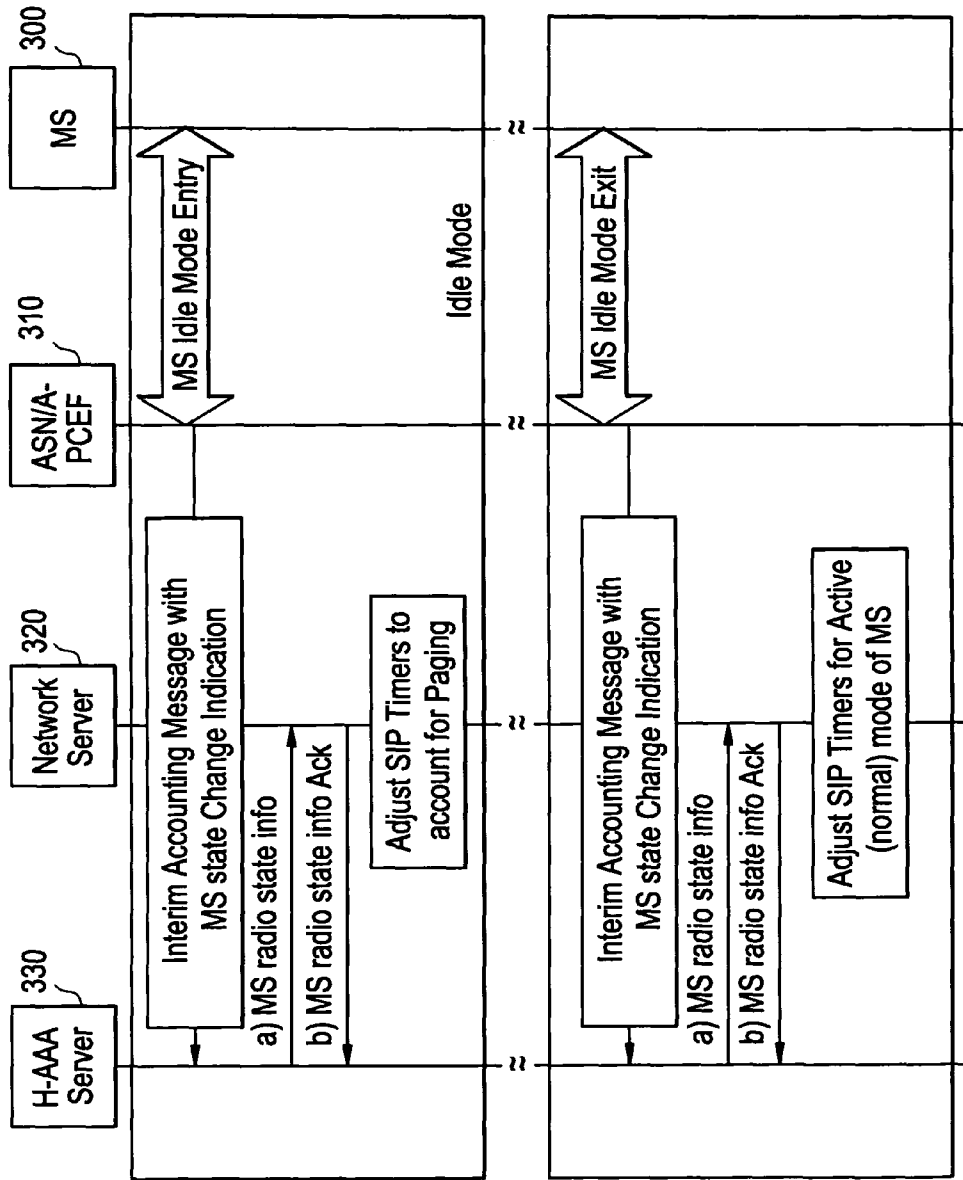 300
MS
310
ASN/A-
PCEF
320
Network
Server
330
H-AAA
Server
MS Idle Mode Entry
Interim Accounting Message with
MS state Change Indication
a) MS radio state info
b) MS radio state info Ack
Adjust SIP Timers to
account for Paging
Idle Mode
MS Idle Mode Exit
Interim Accounting Message with
MS state Change Indication
a) MS radio state info
b) MS radio state info Ack
Adjust SIP Timers for Active
(normal) mode of MS